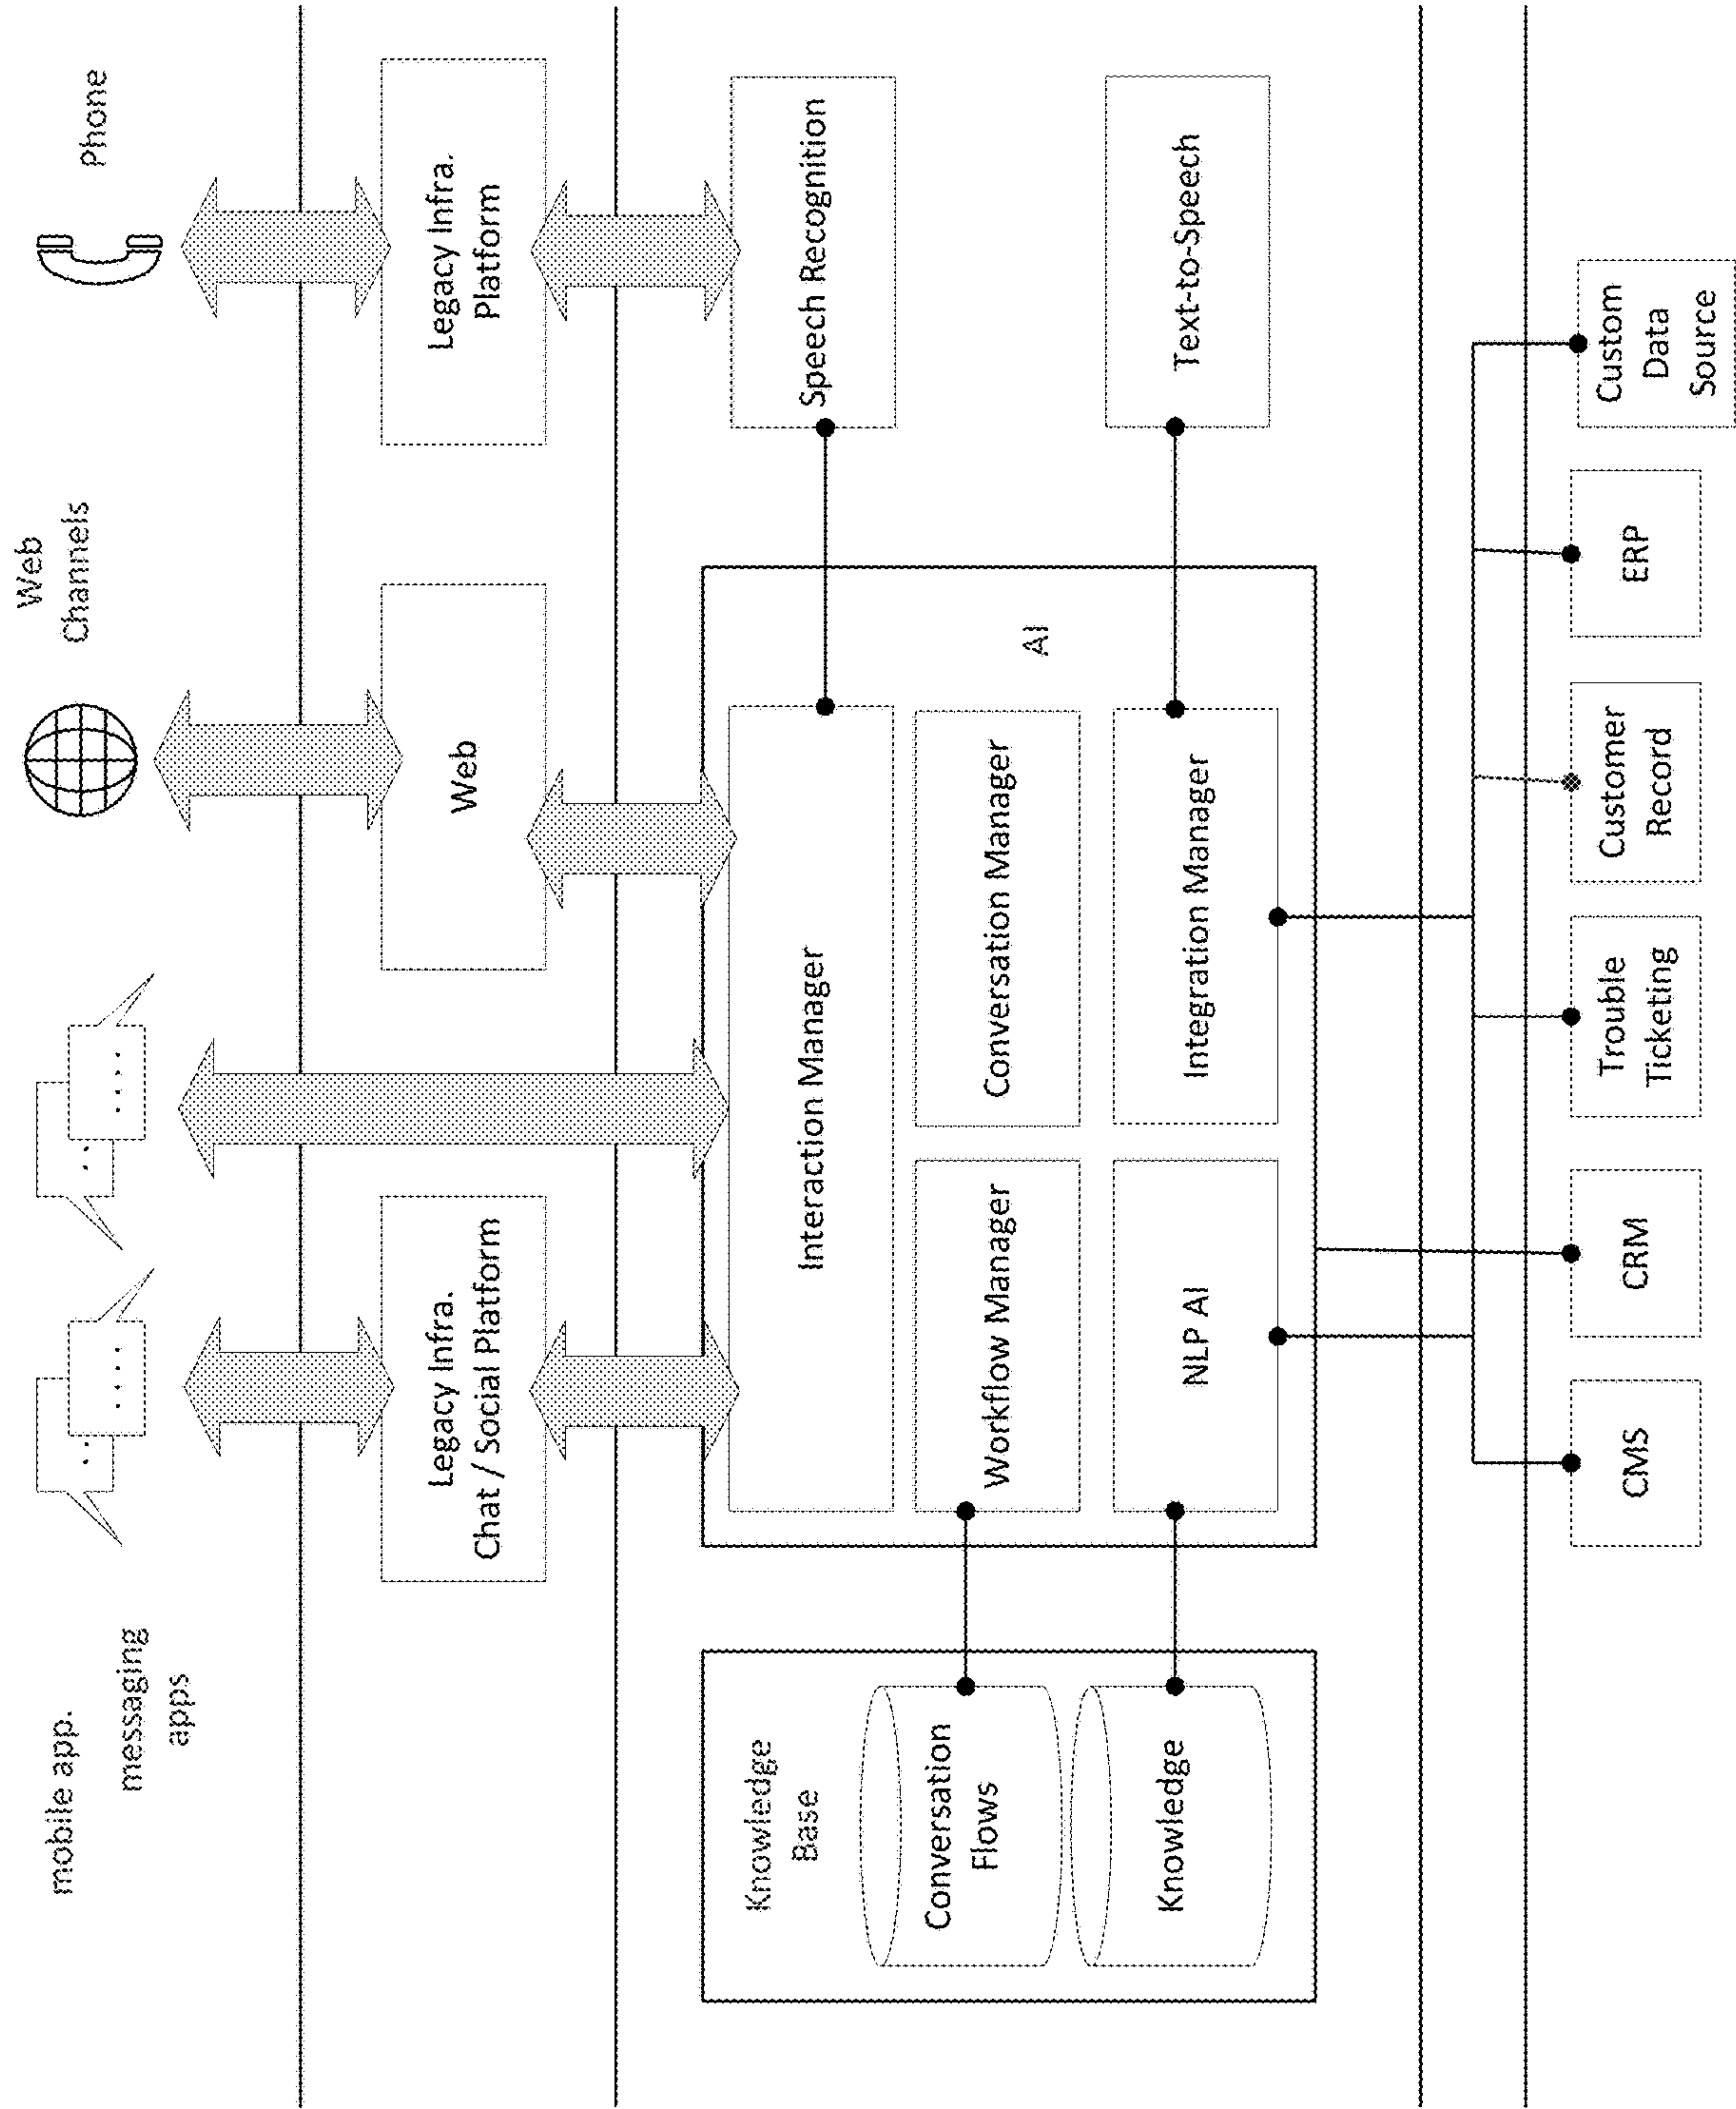 mobile app.
messaging
apps
Web
Channels
Phone
Legacy Infra.
Chat / Social Platform
Web
Legacy Infra.
Platform
Knowledge
Base
Conversation
Flows
Knowledge
Interaction Manager
Workflow Manager
Conversation Manager
NLP AI
Integration Manager
AI
Speech Recognition
Text-to-Speech
CMS
CRM
Trouble
Ticketing
Customer
Record
ERP
Custom
Data
Source